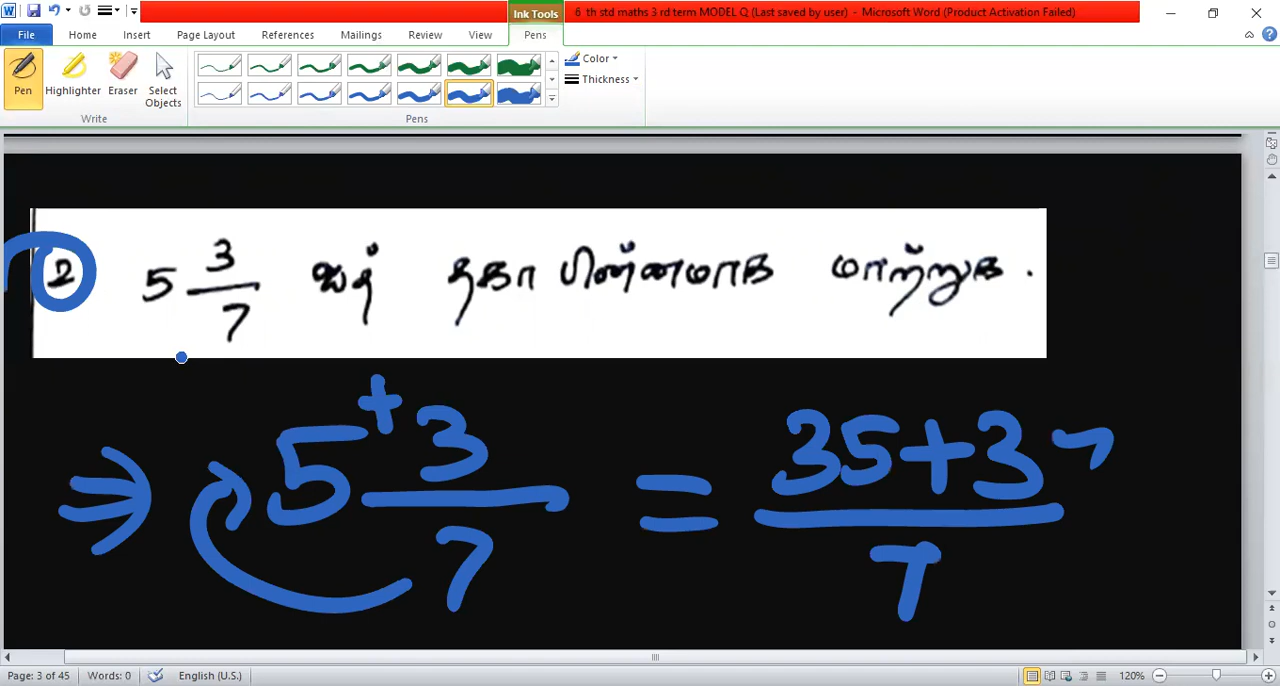 6 th std maths 3 rd term MODEL Q (Last saved by user) - Microsoft Word (Product Activation Failed)
Ink Tools
File Home Insert Page Layout References Mailings Review View Pens
Pen Highlighter Eraser Select Objects
Color
Thickness
Write Pens
2 5 3/7 ஐத் தகா பின்னமாக மாற்றுக .
⇒ 5 + 3/7 = 35+3/7
Page: 3 of 45 Words: 0 English (U.S.) 120%